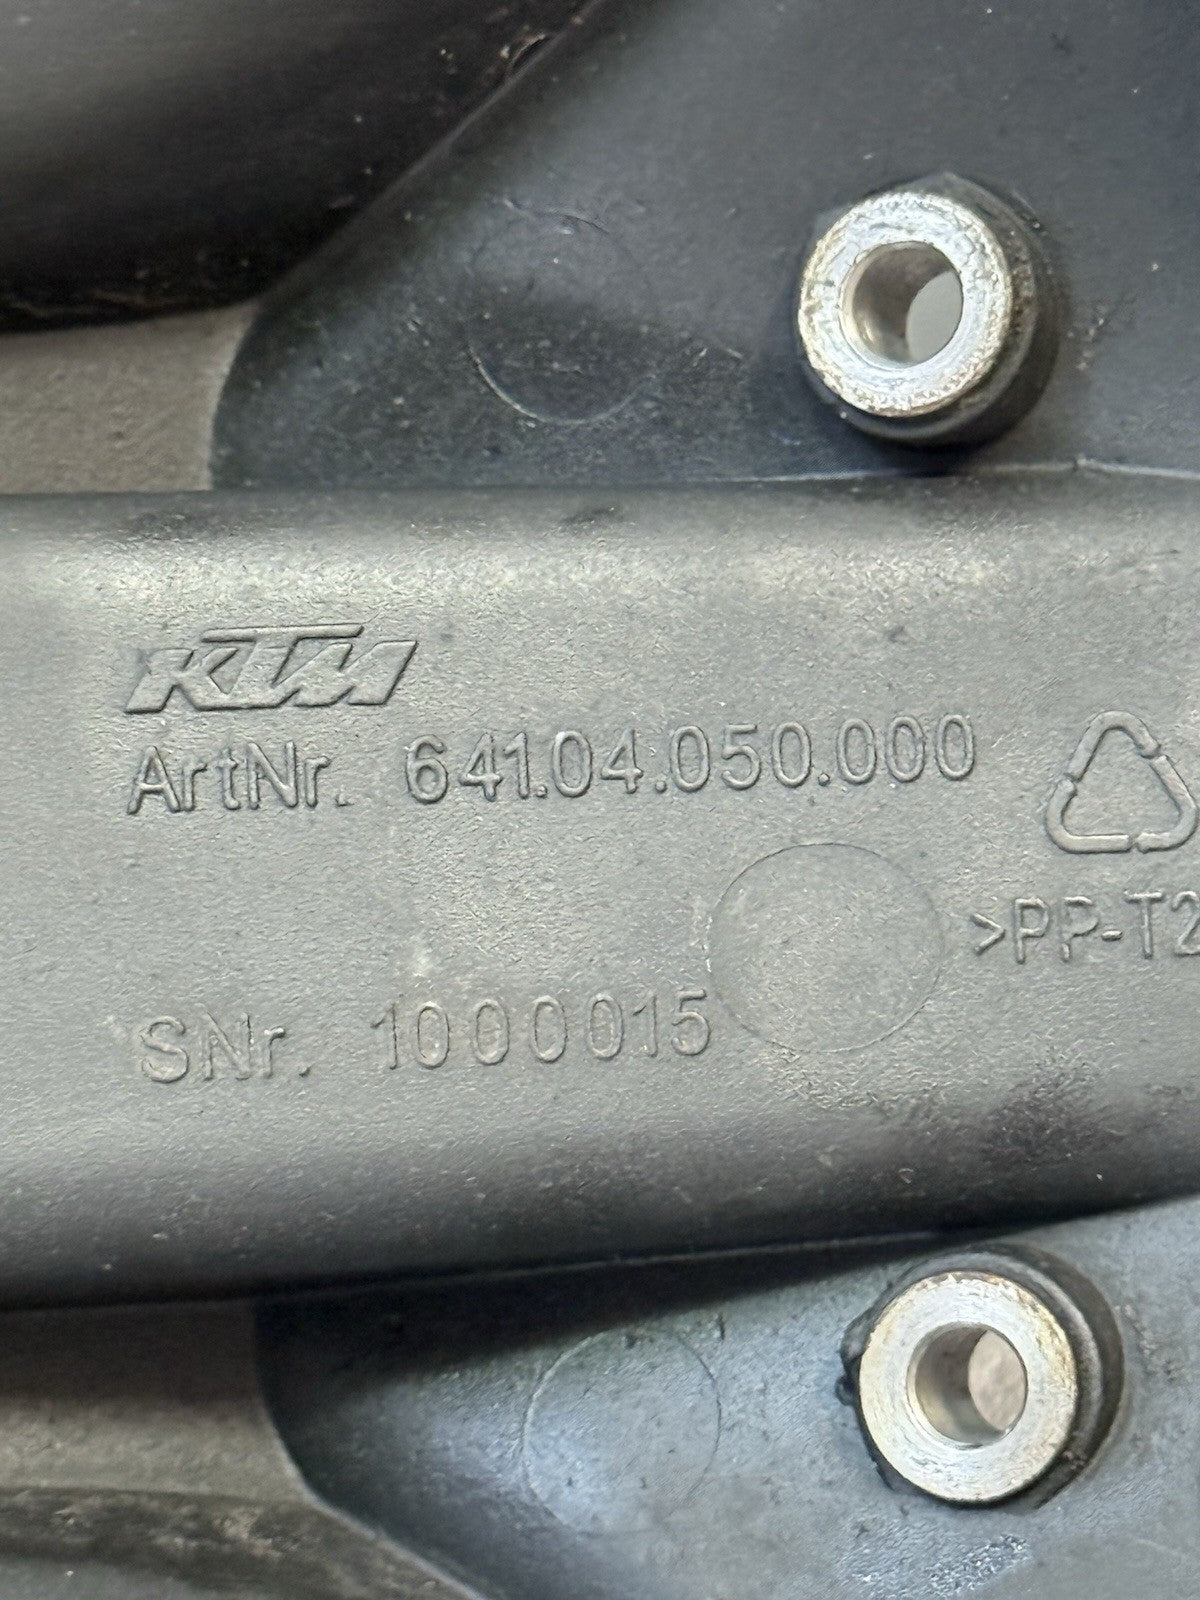 KTM
ArtNr. 641.04.050.000
>PP-T2
SNr. 1000015